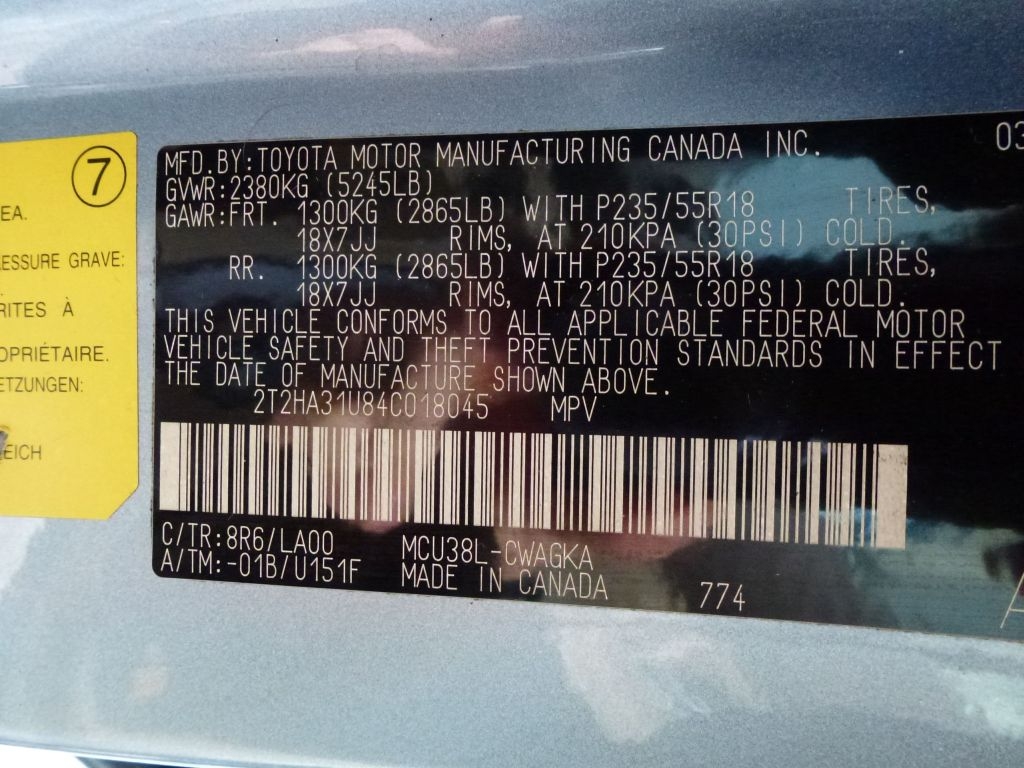 7
EA.
ESSURE GRAVE:
RITES À
OPRIÉTAIRE.
ETZUNGEN:
EICH
03
MFD.BY:TOYOTA MOTOR MANUFACTURING CANADA INC.
GVWR:2380KG (5245LB)
GAWR:FRT. 1300KG (2865LB) WITH P235/55R18 TIRES,
18X7JJ RIMS, AT 210KPA (30PSI) COLD.
RR. 1300KG (2865LB) WITH P235/55R18 TIRES,
18X7JJ RIMS, AT 210KPA (30PSI) COLD.
THIS VEHICLE CONFORMS TO ALL APPLICABLE FEDERAL MOTOR
VEHICLE SAFETY AND THEFT PREVENTION STANDARDS IN EFFECT
THE DATE OF MANUFACTURE SHOWN ABOVE.
2T2HA31U84C018045 MPV
C/TR:8R6/LA00 MCU38L-CWAGKA
A/TM:-01B/U151F MADE IN CANADA 774